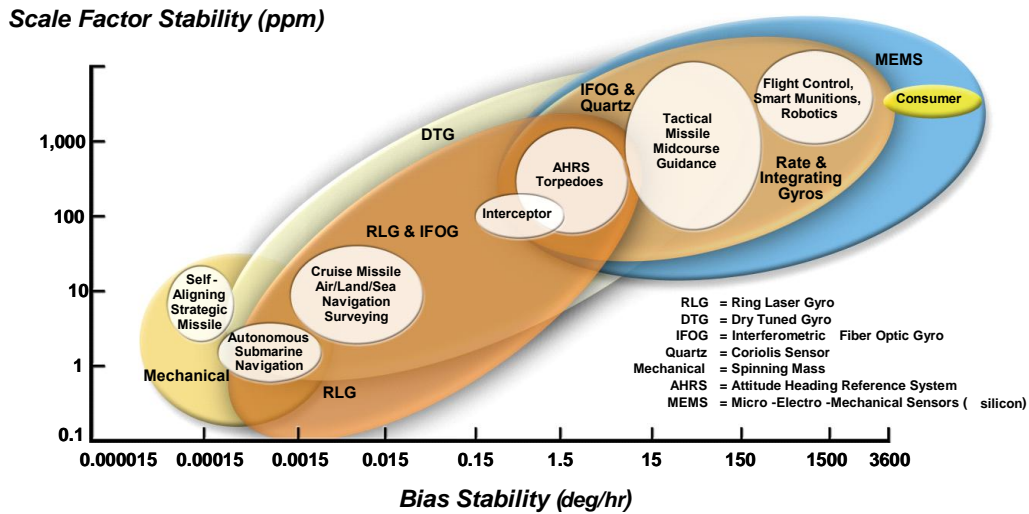 Scale Factor Stability (ppm)
MEMS
IFOG &
Quartz
Flight Control,
Smart Munitions,
Robotics
Consumer
1,000
DTG
Tactical
Missile
Midcourse
Guidance
AHRS
Torpedoes
Rate &
Integrating
Gyros
100
Interceptor
RLG & IFOG
10
Self -
Aligning
Strategic
Missile
Cruise Missile
Air/Land/Sea
Navigation
Surveying
Autonomous
Submarine
Navigation
1
Mechanical
RLG
0.1
RLG = Ring Laser Gyro
DTG = Dry Tuned Gyro
IFOG = Interferometric Fiber Optic Gyro
Quartz = Coriolis Sensor
Mechanical = Spinning Mass
AHRS = Attitude Heading Reference System
MEMS = Micro -Electro -Mechanical Sensors ( silicon)
0.000015 0.00015 0.0015 0.015 0.15 1.5 15 150 1500 3600
Bias Stability (deg/hr)